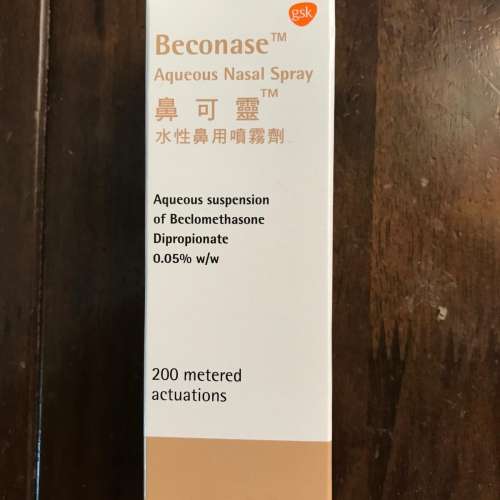 gsk
Beconase™
Aqueous Nasal Spray
鼻可靈™
水性鼻用噴霧劑
Aqueous suspension
of Beclomethasone
Dipropionate
0.05% w/w
200 metered
actuations